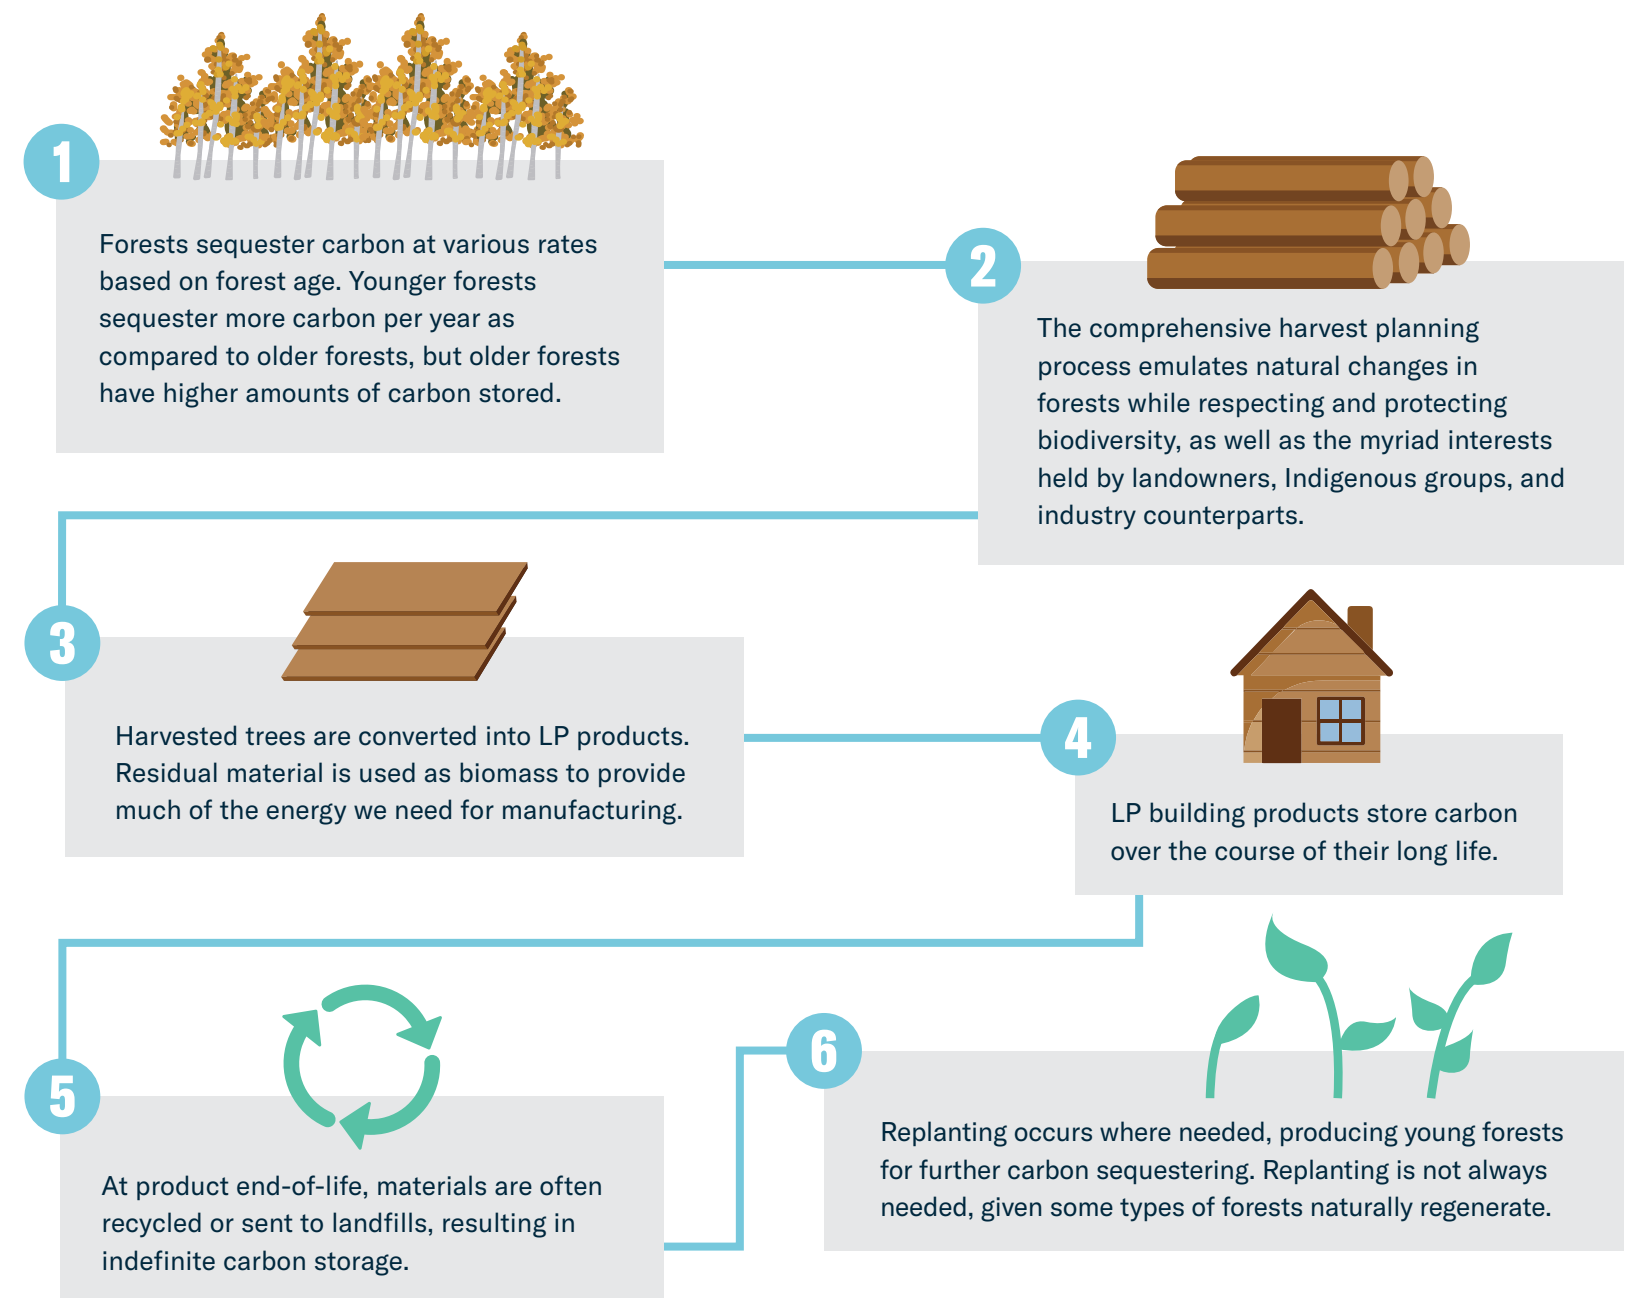 1
Forests sequester carbon at various rates
based on forest age. Younger forests
sequester more carbon per year as
compared to older forests, but older forests
have higher amounts of carbon stored.
2
The comprehensive harvest planning
process emulates natural changes in
forests while respecting and protecting
biodiversity, as well as the myriad interests
held by landowners, Indigenous groups, and
industry counterparts.
3
Harvested trees are converted into LP products.
Residual material is used as biomass to provide
much of the energy we need for manufacturing.
4
LP building products store carbon
over the course of their long life.
5
At product end-of-life, materials are often
recycled or sent to landfills, resulting in
indefinite carbon storage.
6
Replanting occurs where needed, producing young forests
for further carbon sequestering. Replanting is not always
needed, given some types of forests naturally regenerate.